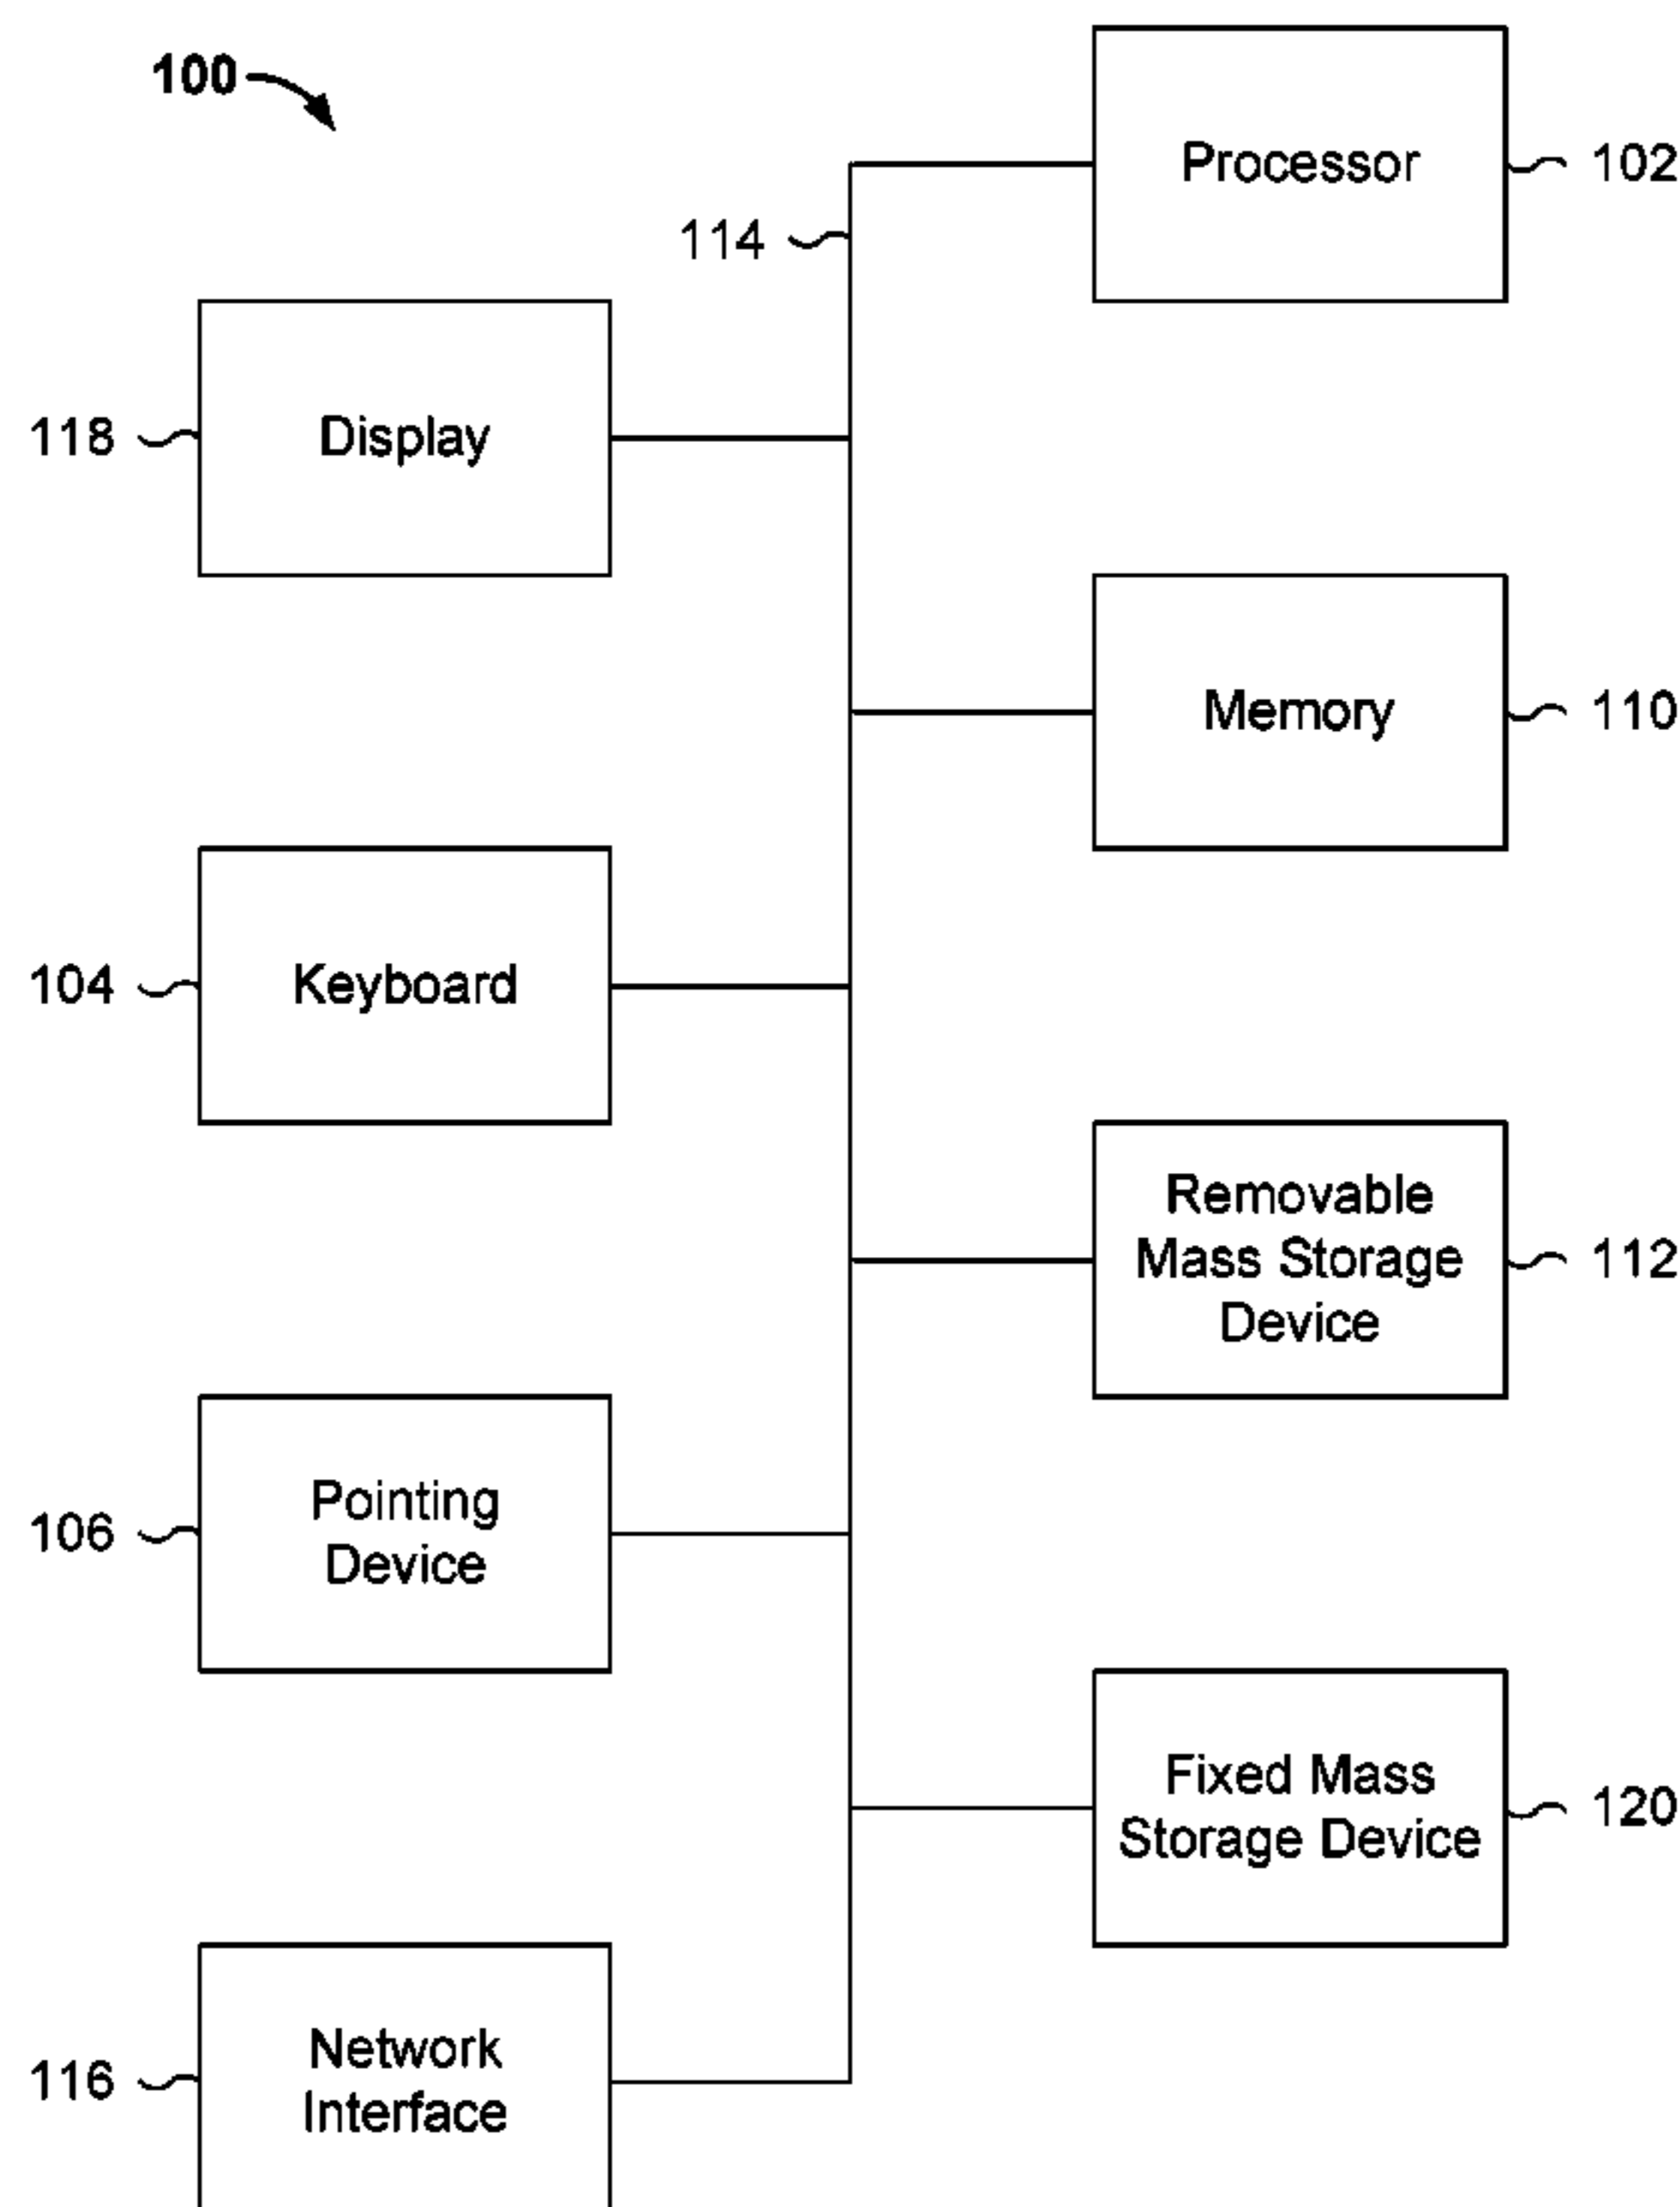 100
Processor
102
114
118
Display
Memory
110
104
Keyboard
Removable
Mass Storage
Device
112
106
Pointing
Device
Fixed Mass
Storage Device
120
116
Network
Interface